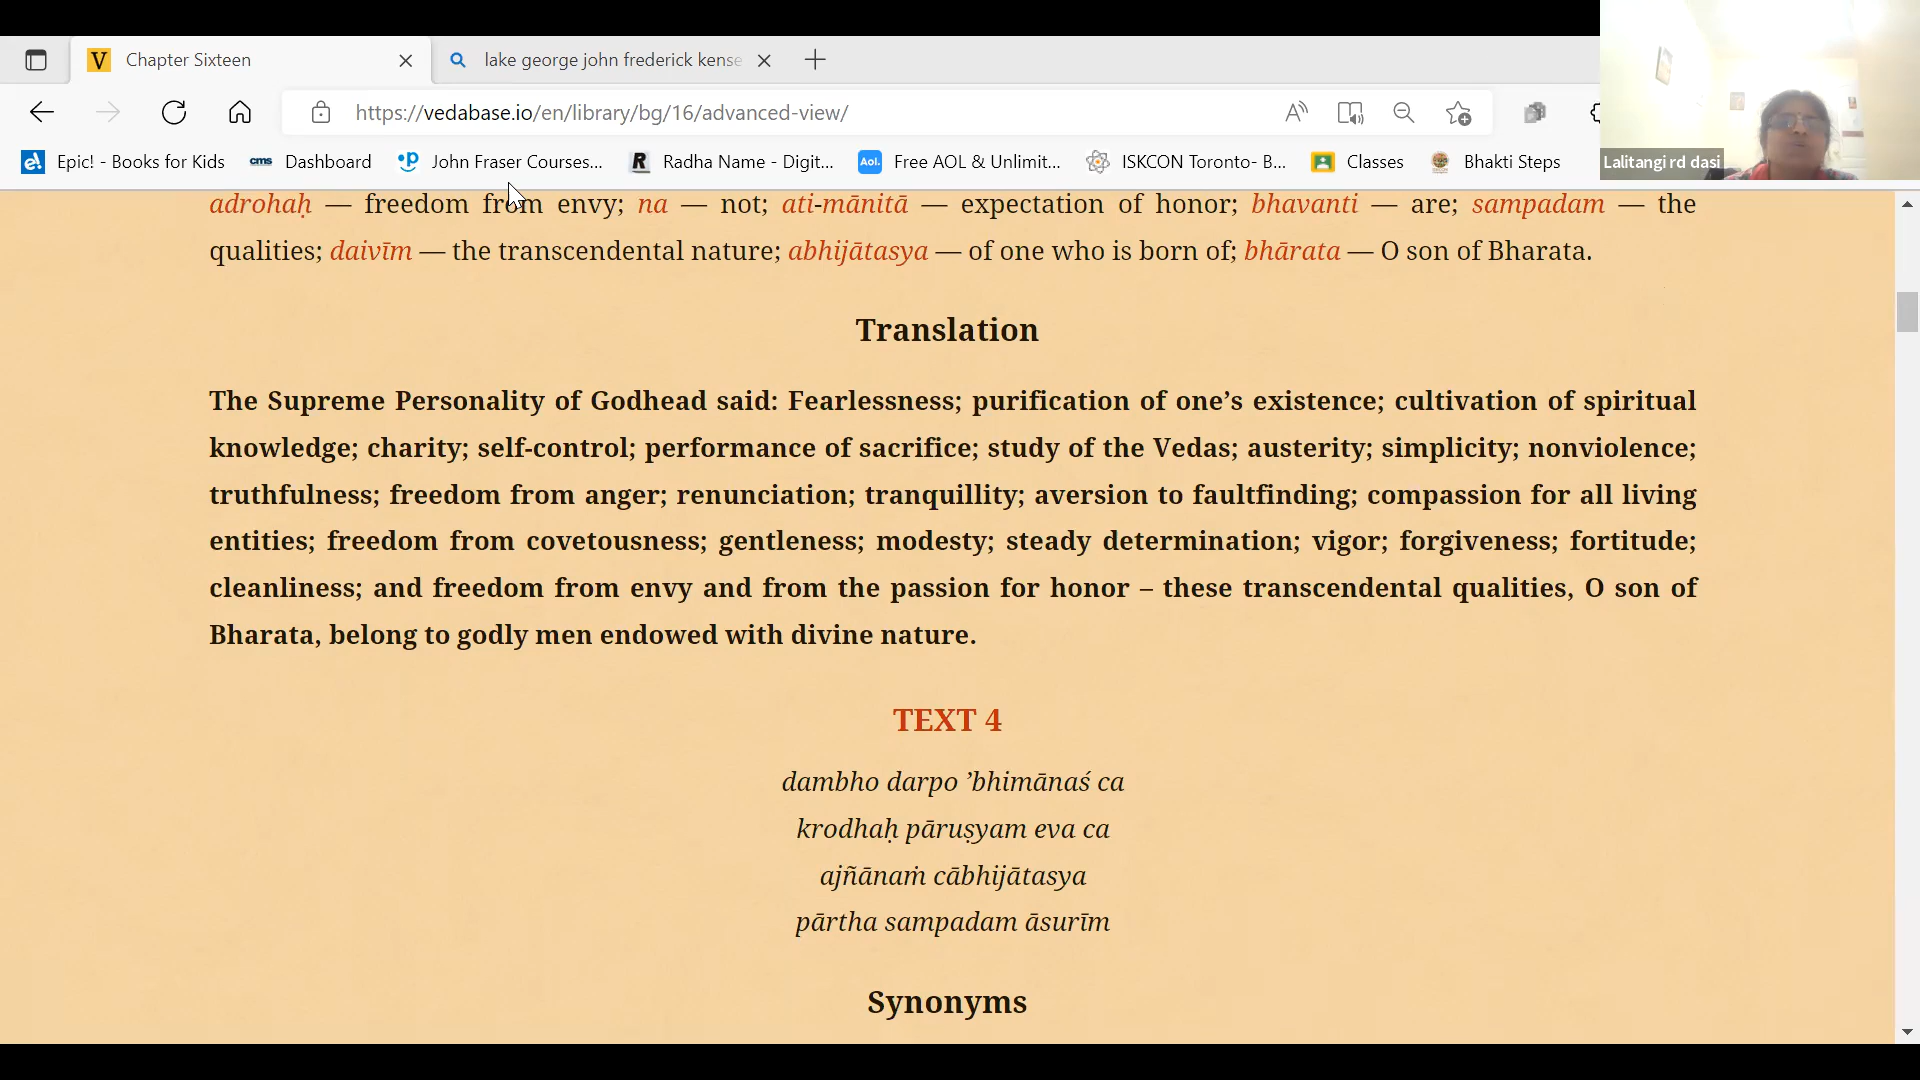 Chapter Sixteen
lake george john frederick kense
https://vedabase.io/en/library/bg/16/advanced-view/
Epic! - Books for Kids
cms Dashboard
John Fraser Courses...
R Radha Name - Digit...
Aol. Free AOL & Unlimit...
ISKCON Toronto- B...
Classes
Bhakti Steps
Lalitangi rd dasi
adrohaḥ — freedom from envy; na — not; ati-mānitā — expectation of honor; bhavanti — are; sampadam — the
qualities; daivīm — the transcendental nature; abhijātasya — of one who is born of; bhārata — O son of Bharata.
Translation
The Supreme Personality of Godhead said: Fearlessness; purification of one’s existence; cultivation of spiritual
knowledge; charity; self-control; performance of sacrifice; study of the Vedas; austerity; simplicity; nonviolence;
truthfulness; freedom from anger; renunciation; tranquillity; aversion to faultfinding; compassion for all living
entities; freedom from covetousness; gentleness; modesty; steady determination; vigor; forgiveness; fortitude;
cleanliness; and freedom from envy and from the passion for honor – these transcendental qualities, O son of
Bharata, belong to godly men endowed with divine nature.
TEXT 4
dambho darpo ’bhimānaś ca
krodhaḥ pāruṣyam eva ca
ajñānaṁ cābhijātasya
pārtha sampadam āsurīm
Synonyms